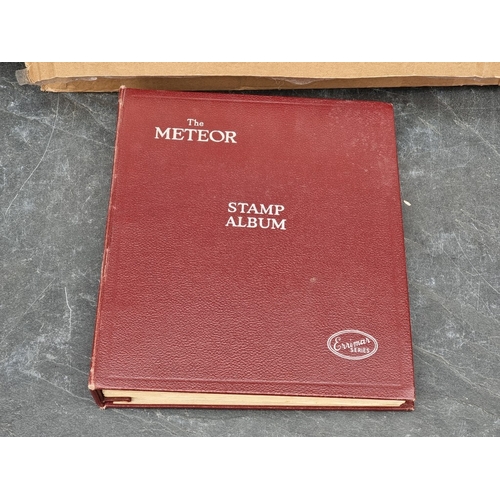 The
METEOR
STAMP
ALBUM
Errimar
SERIES